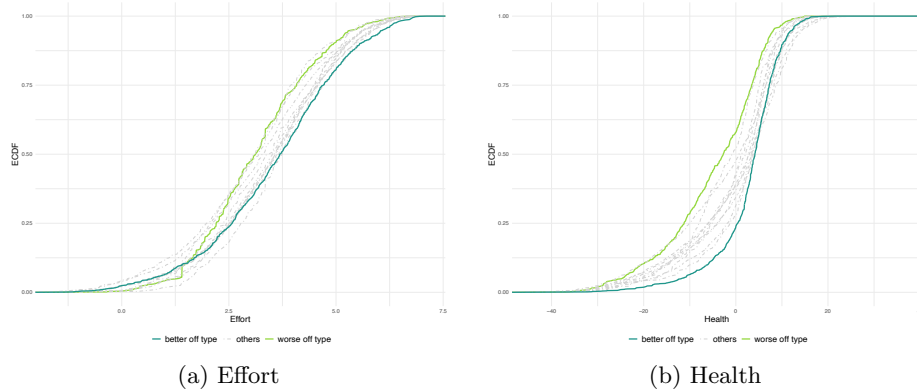 1.00
0.75
0.50
0.25
0.00
ECDF
0.0 2.5 5.0 7.5
Effort
better off type others worse off type
(a) Effort
1.00
0.75
0.50
0.25
0.00
ECDF
−40 −20 0 20
Health
better off type others worse off type
(b) Health